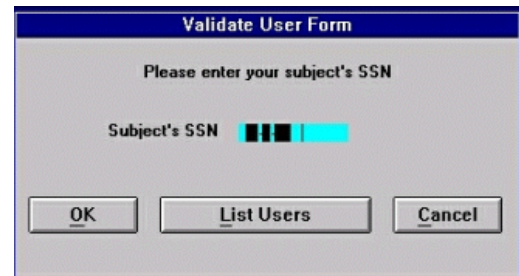 Validate User Form
Please enter your subject's SSN
Subject's SSN
OK List Users Cancel